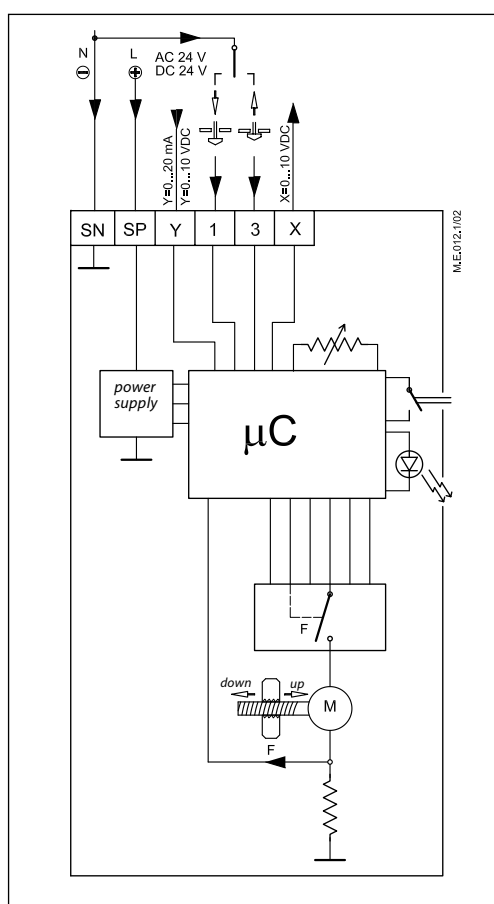 N
L
AC 24 V
DC 24 V
Y=0...20 mA
Y=0...10 VDC
X=0...10 VDC
SN SP Y 1 3 X
M.E.012.1/02
power
supply
µC
F
down up
M
F